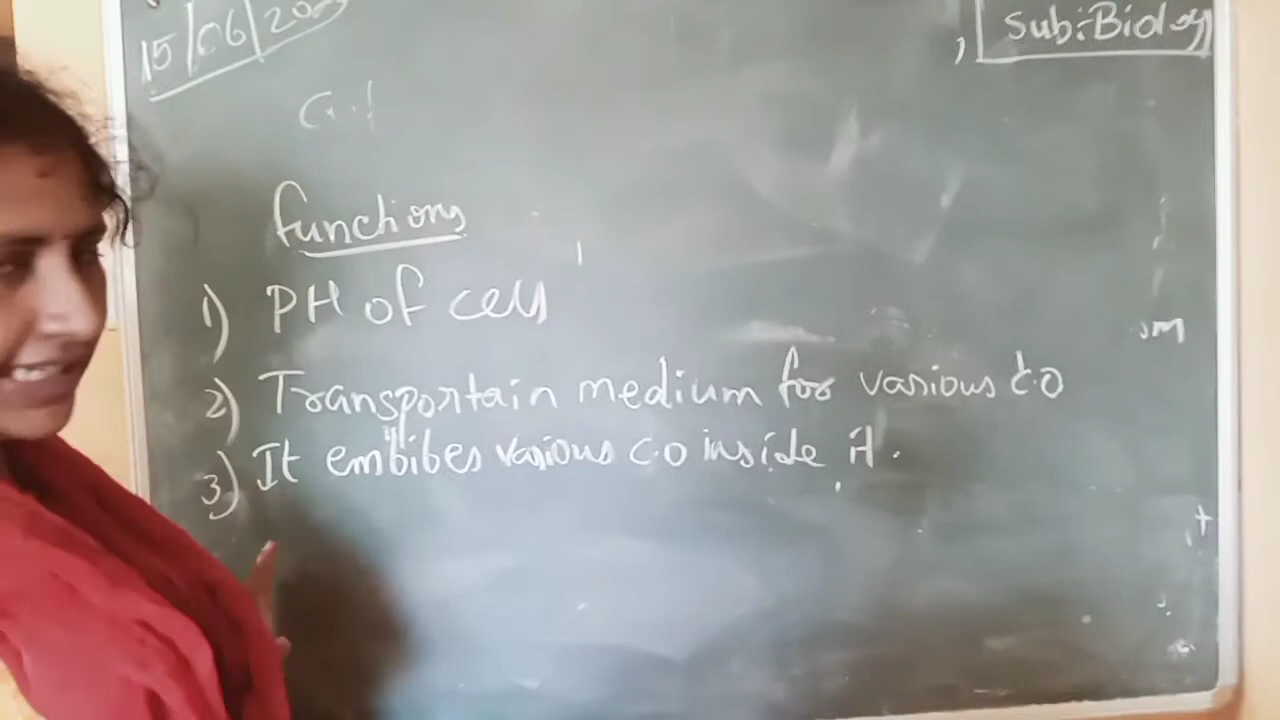 15/06/20
Sub:-Biology
functions
1) PH of cell
2) Transportain medium for various C.O
3) It embibes various C.O inside it.